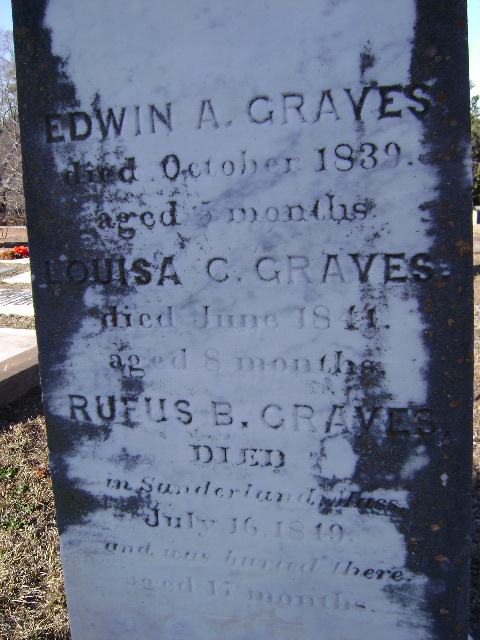 EDWIN A. GRAVES
died October 1839.
aged months
LOUISA C. GRAVES
died June 1841.
aged 8 months
RUFUS B. GRAVES
DIED
in Sunderland, Mass
July 16, 1849.
and was buried there.
aged 17 months.